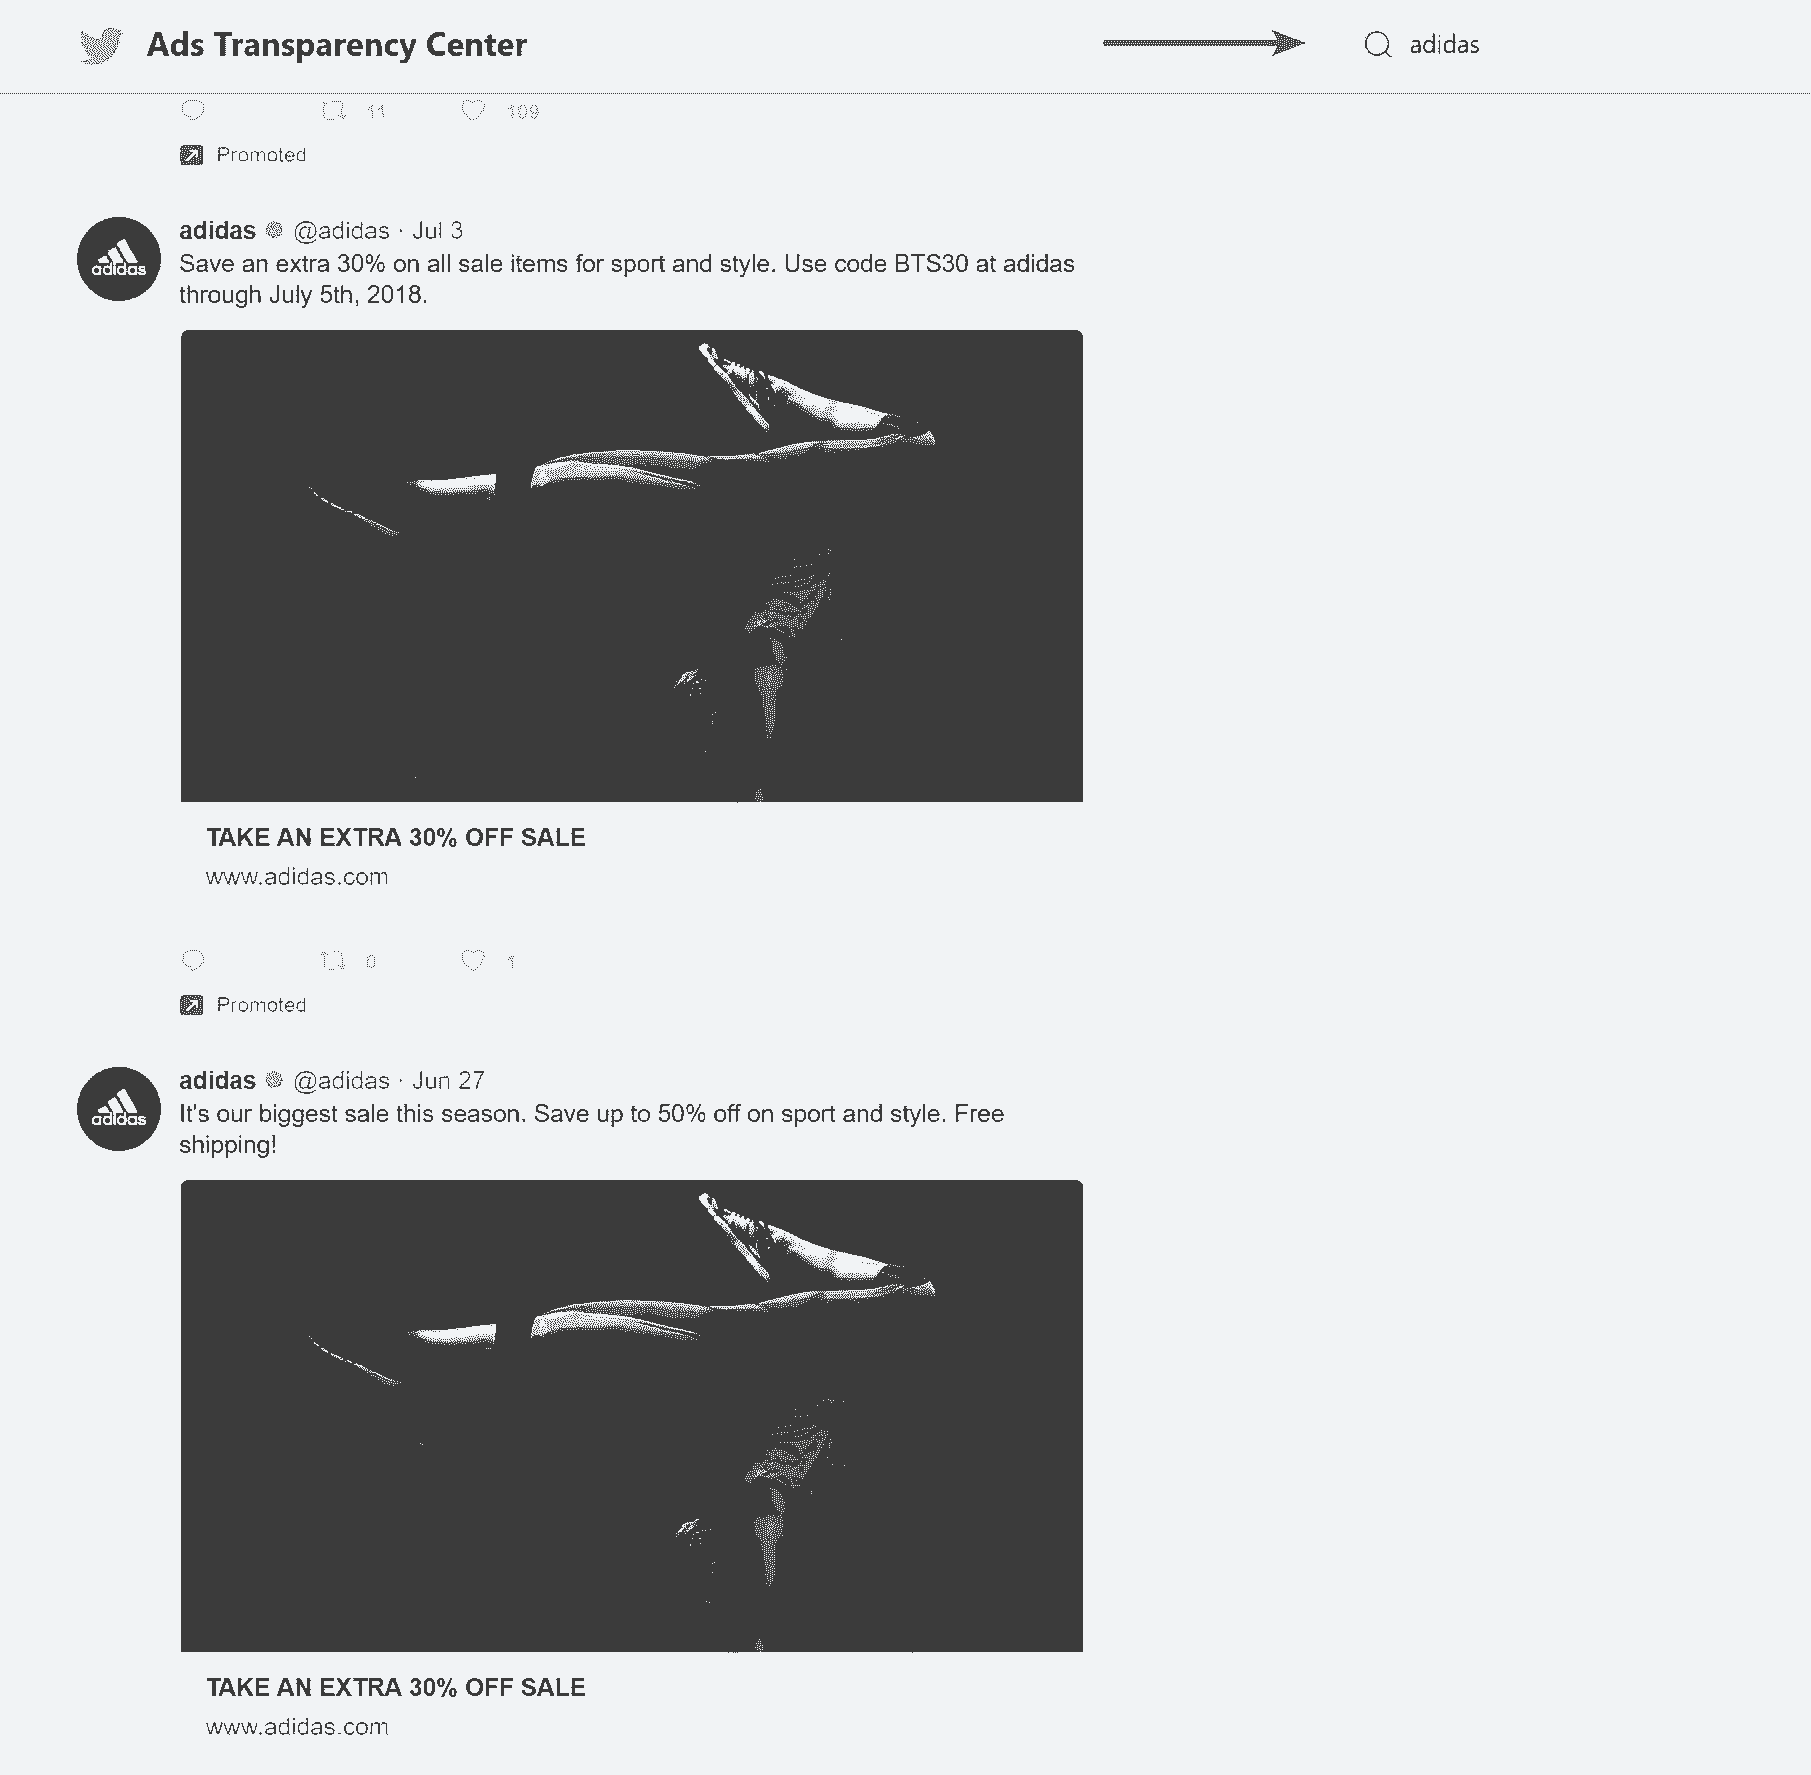 Ads Transparency Center
adidas
11 109
Promoted
adidas @adidas · Jul 3
adidas
Save an extra 30% on all sale items for sport and style. Use code BTS30 at adidas
through July 5th, 2018.
TAKE AN EXTRA 30% OFF SALE
www.adidas.com
0 1
Promoted
adidas @adidas · Jun 27
adidas
It's our biggest sale this season. Save up to 50% off on sport and style. Free
shipping!
TAKE AN EXTRA 30% OFF SALE
www.adidas.com